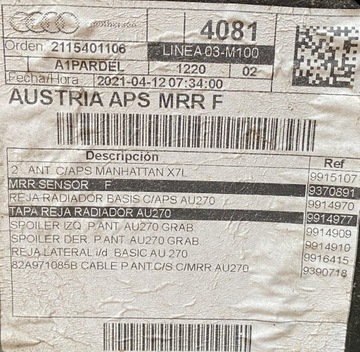 4081
Orden: 2115401106 LINEA 03-M100
A1PARDEL 1220 02
Fecha/Hora 2021-04-12 07:34:00
AUSTRIA APS MRR F
Descripción Ref
2 ANT. C/APS MANHATTAN X7L 9915107
MRR SENSOR F 9370891
REJA RADIADOR BASIS C/APS AU270 9914970
TAPA REJA RADIADOR AU270 9914977
SPOILER IZQ P.ANT. AU270 GRAB 9914909
SPOILER DER P.ANT. AU270 GRAB 9914910
REJA LATERAL i/d BASIC AU 270 9916415
82A971085B CABLE P.ANT.C/S C/MRR AU270 9390718